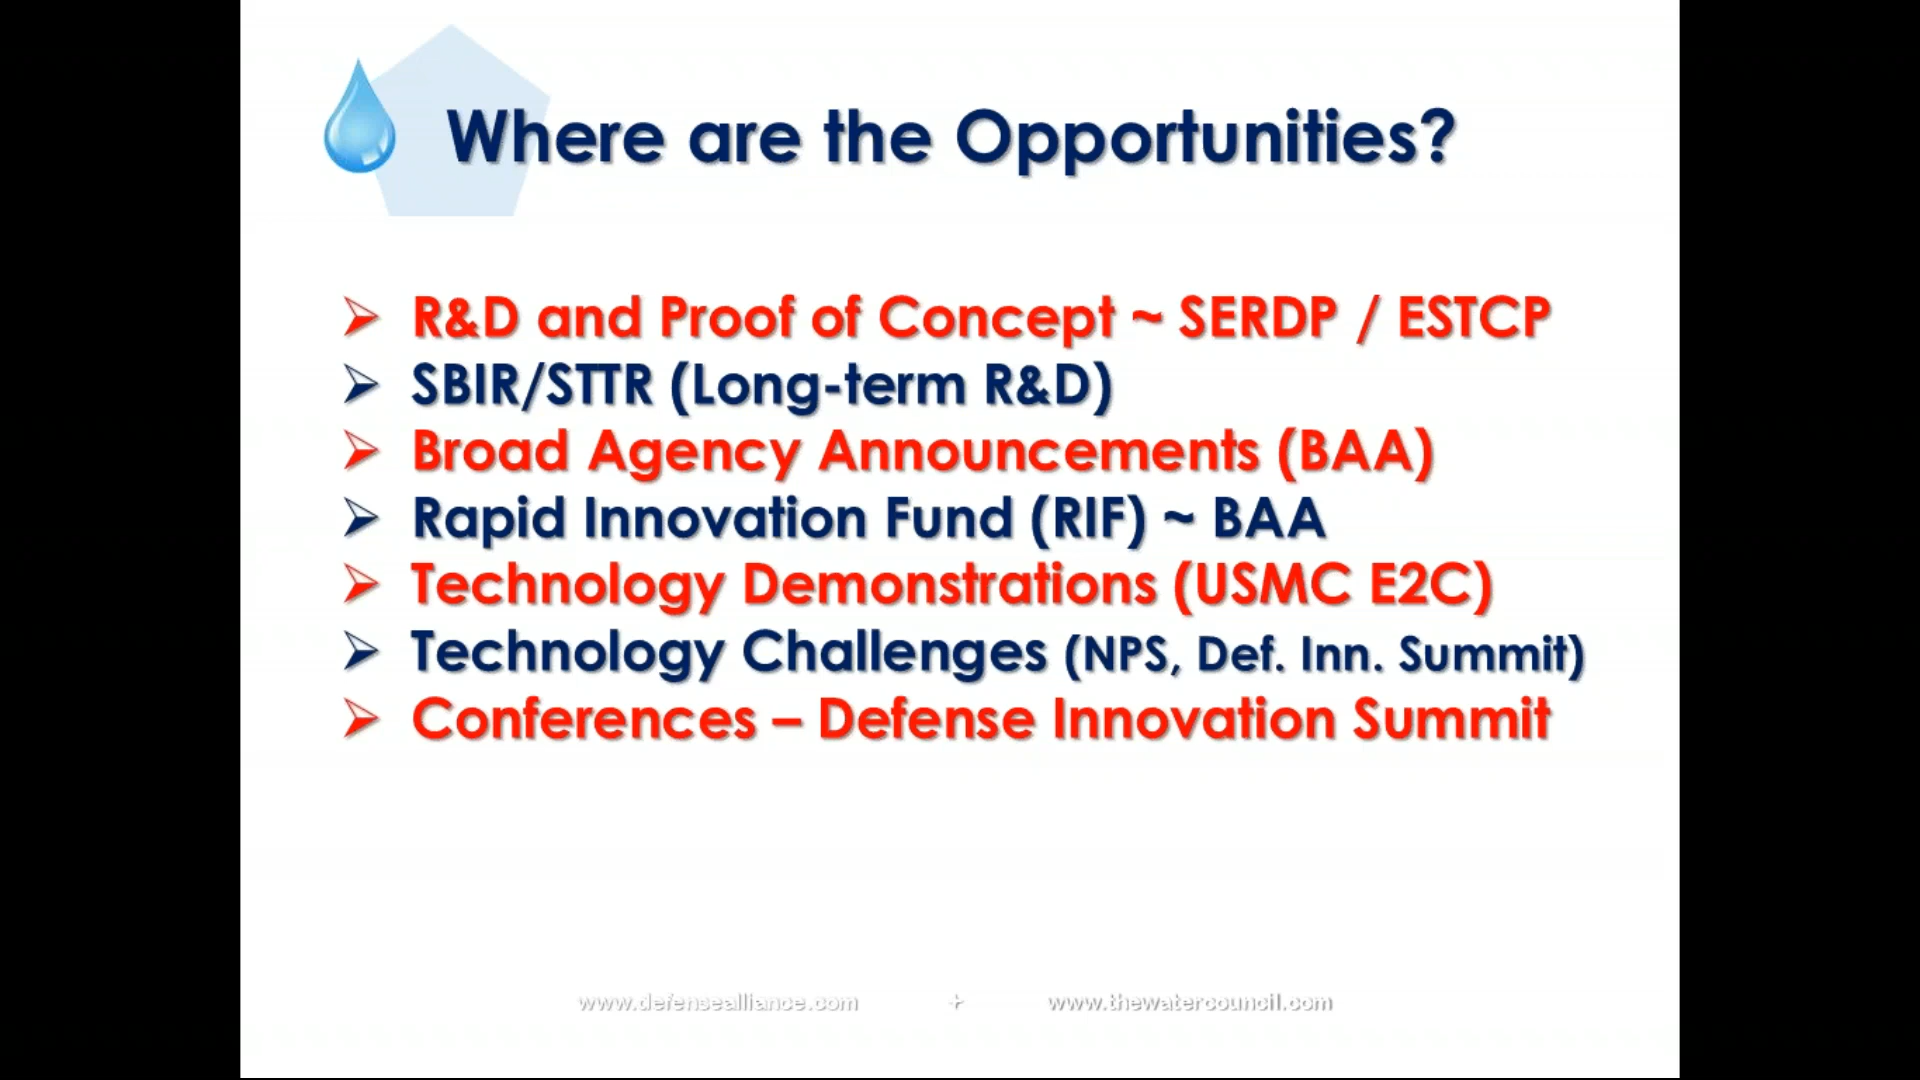 Where are the Opportunities?
➢ R&D and Proof of Concept ~ SERDP / ESTCP
➢ SBIR/STTR (Long-term R&D)
➢ Broad Agency Announcements (BAA)
➢ Rapid Innovation Fund (RIF) ~ BAA
➢ Technology Demonstrations (USMC E2C)
➢ Technology Challenges (NPS, Def. Inn. Summit)
➢ Conferences – Defense Innovation Summit
www.defensealliance.com + www.thewatercouncil.com